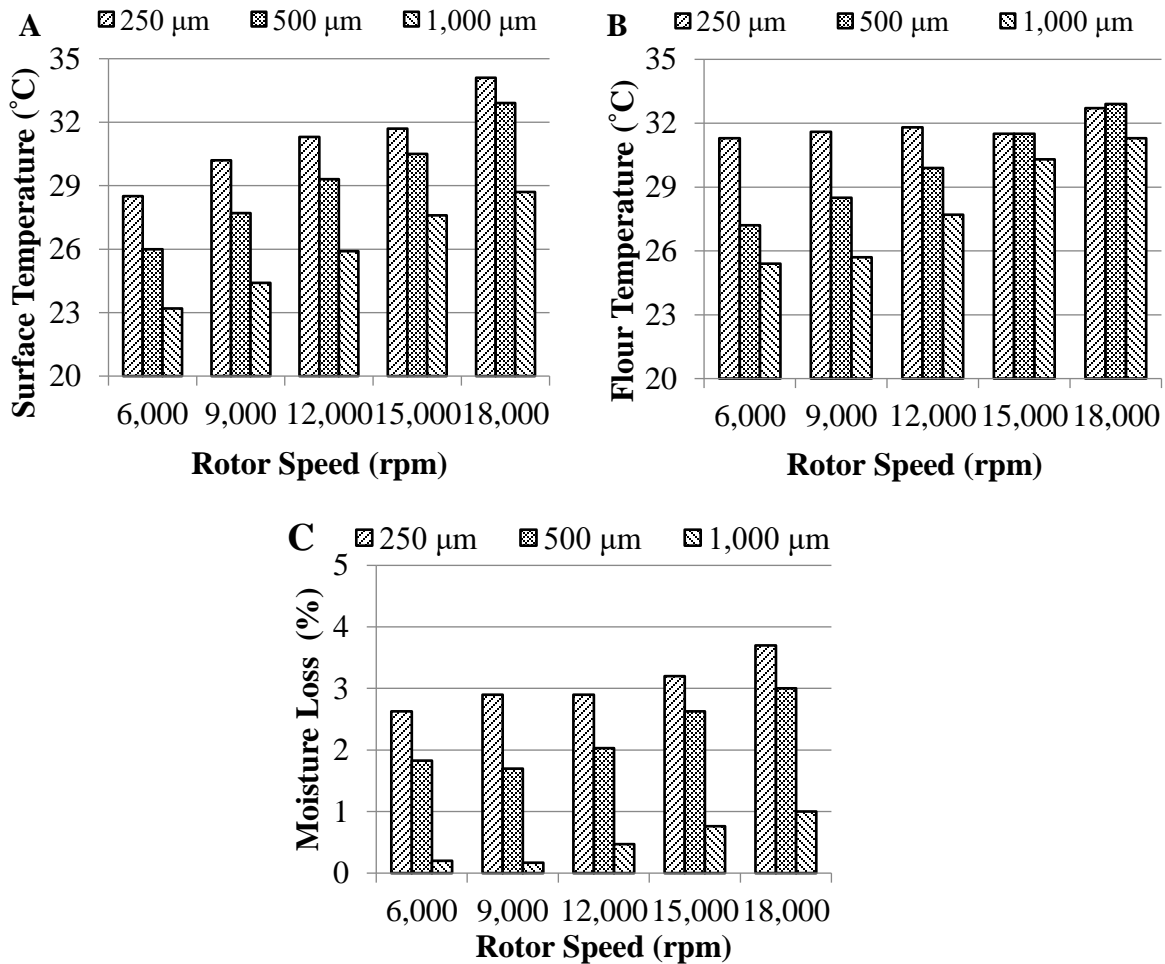 A 250 μm 500 μm 1,000 μm
Surface Temperature (˚C)
35
32
29
26
23
20
6,000 9,000 12,000 15,000 18,000
Rotor Speed (rpm)
B 250 μm 500 μm 1,000 μm
Flour Temperature (˚C)
35
32
29
26
23
20
6,000 9,000 12,000 15,000 18,000
Rotor Speed (rpm)
C 250 μm 500 μm 1,000 μm
Moisture Loss (%)
5
4
3
2
1
0
6,000 9,000 12,000 15,000 18,000
Rotor Speed (rpm)